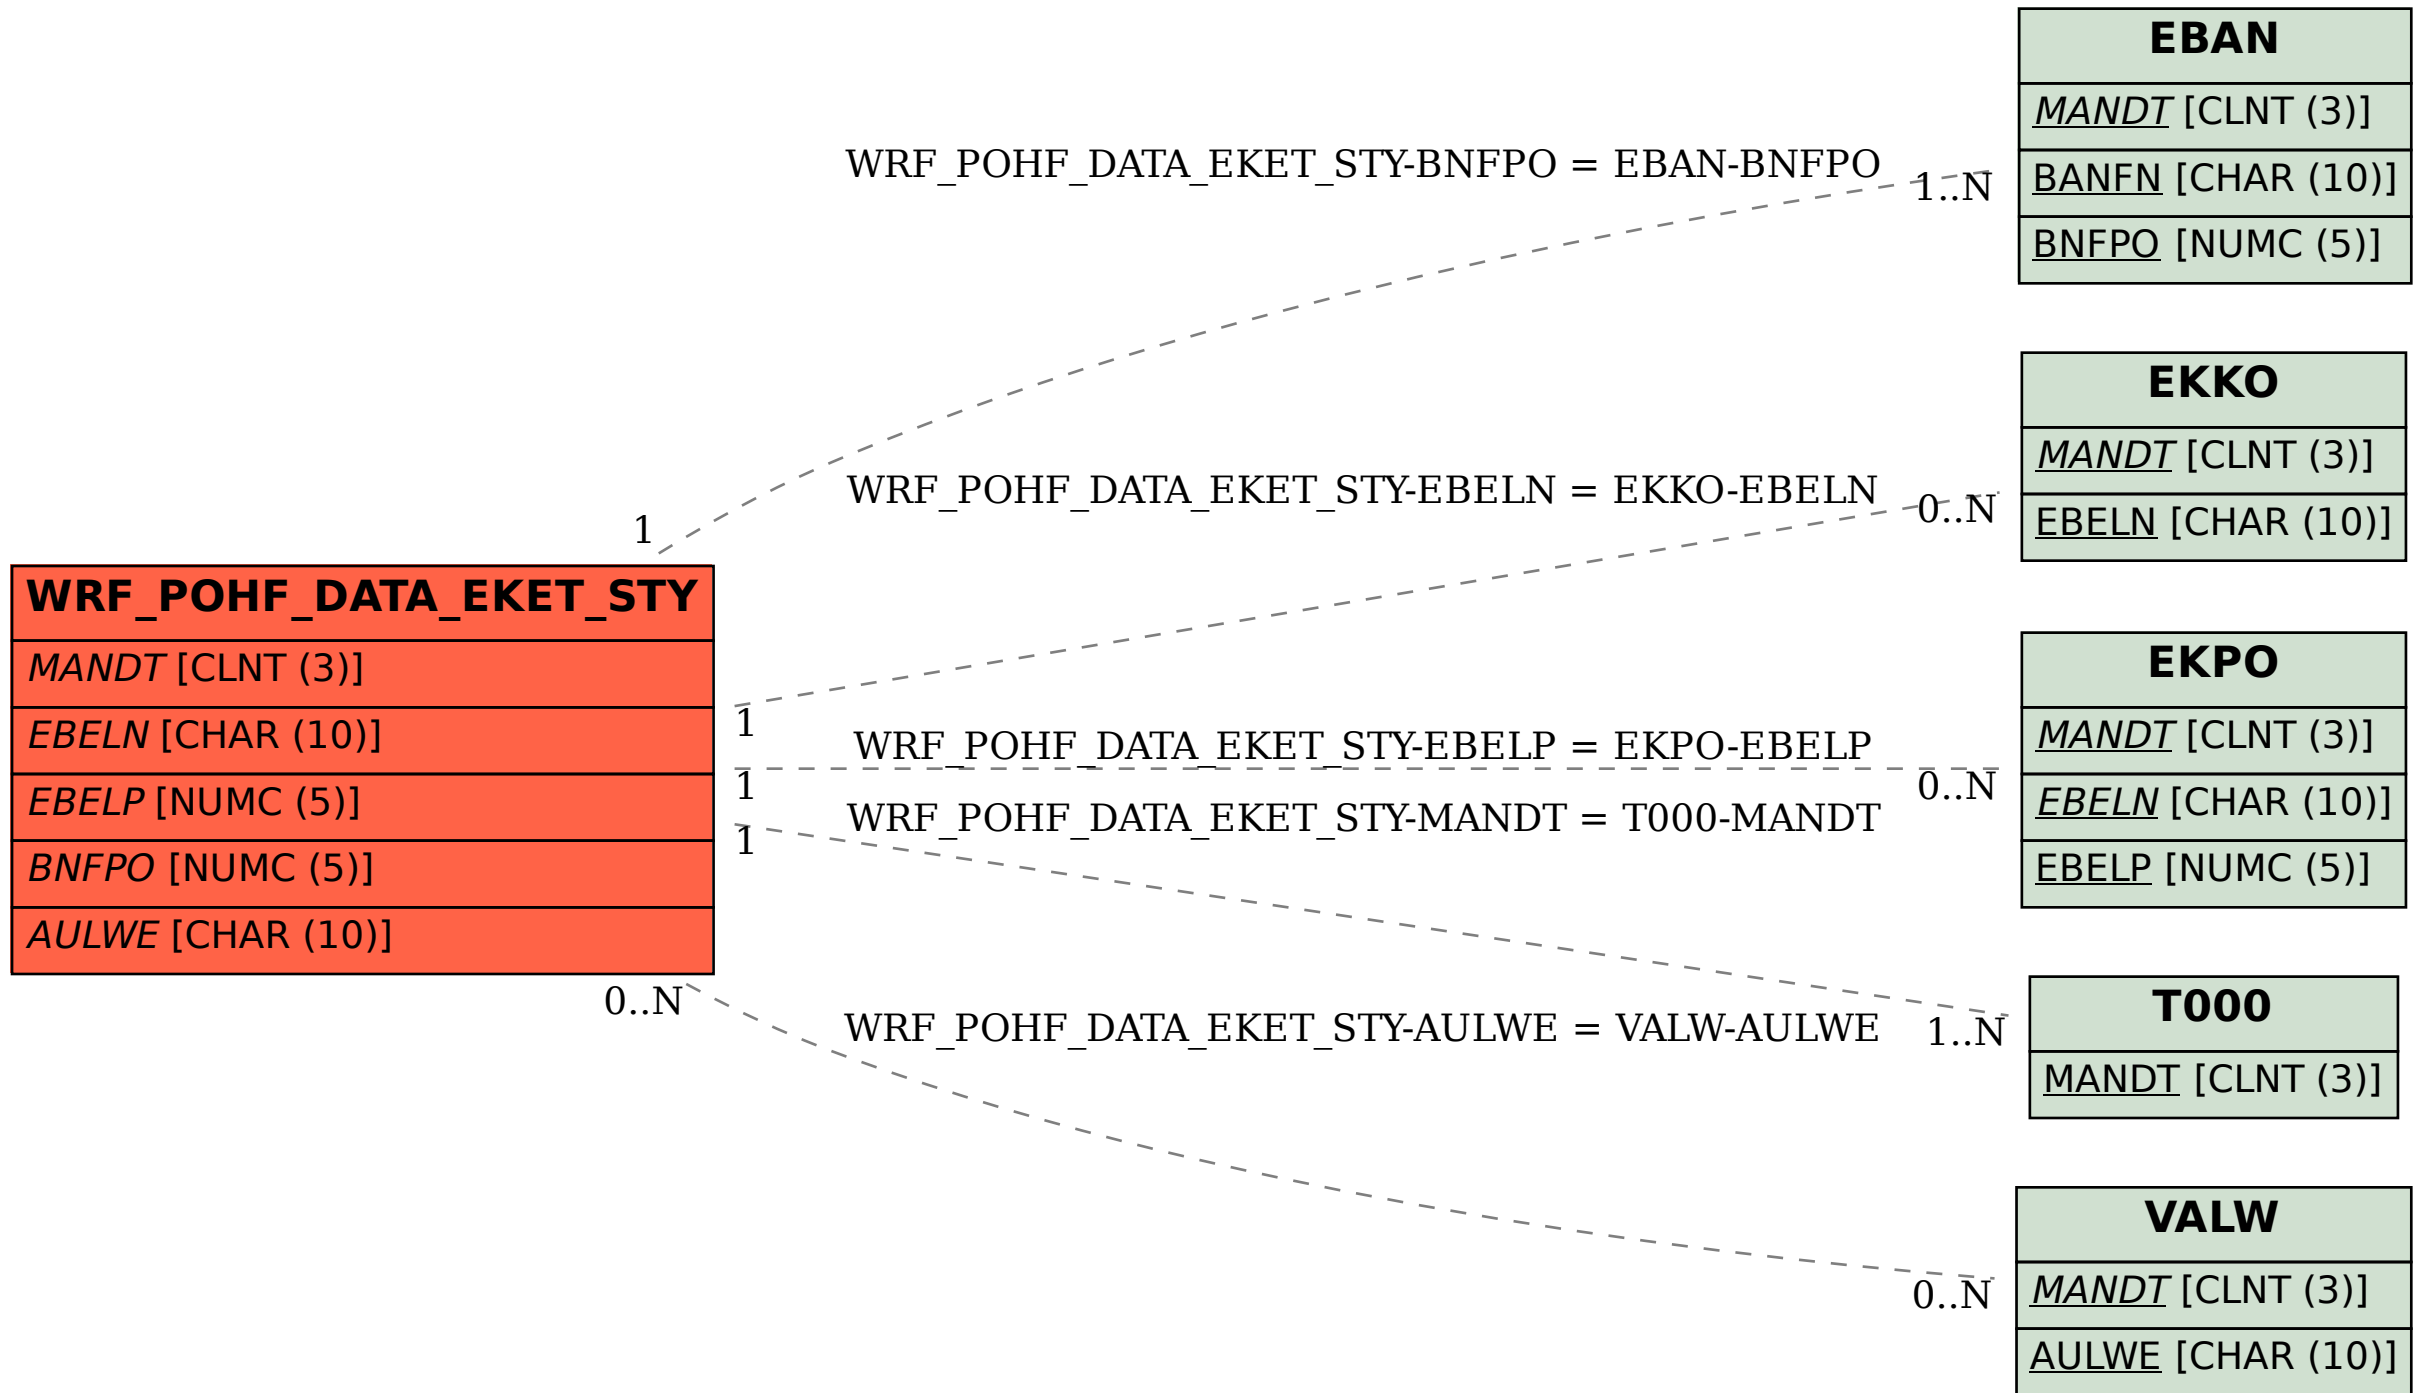 EBAN
MANDT [CLNT (3)]
BANFN [CHAR (10)]
BNFPO [NUMC (5)]
WRF_POHF_DATA_EKET_STY-BNFPO = EBAN-BNFPO
1..N
1
EKKO
MANDT [CLNT (3)]
EBELN [CHAR (10)]
WRF_POHF_DATA_EKET_STY-EBELN = EKKO-EBELN
0..N
1
WRF_POHF_DATA_EKET_STY
MANDT [CLNT (3)]
EBELN [CHAR (10)]
EBELP [NUMC (5)]
BNFPO [NUMC (5)]
AULWE [CHAR (10)]
EKPO
MANDT [CLNT (3)]
EBELN [CHAR (10)]
EBELP [NUMC (5)]
WRF_POHF_DATA_EKET_STY-EBELP = EKPO-EBELP
0..N
1
WRF_POHF_DATA_EKET_STY-MANDT = T000-MANDT
1
1..N
T000
MANDT [CLNT (3)]
0..N
WRF_POHF_DATA_EKET_STY-AULWE = VALW-AULWE
0..N
VALW
MANDT [CLNT (3)]
AULWE [CHAR (10)]